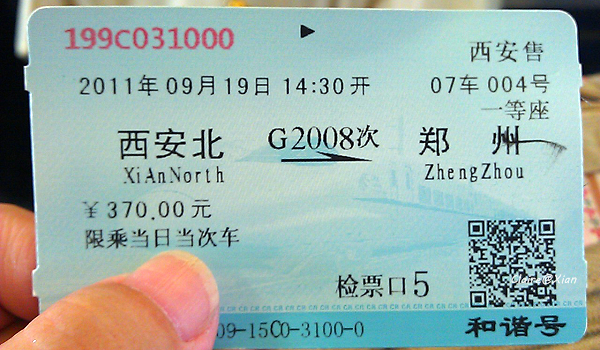 199C031000
西安售
2011年09月19日 14:30开
07车 004号
一等座
西安北 G2008次 郑州
XiAnNorth ZhengZhou
￥370.00元
限乘当日当次车
检票口5
Claire@Xian
09-15C0-3100-0
和谐号